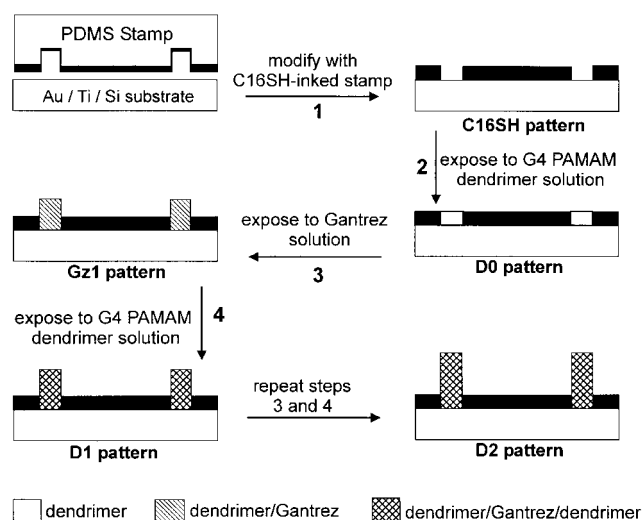 PDMS Stamp
Au / Ti / Si substrate
modify with
C16SH-inked stamp
1
C16SH pattern
2
expose to G4 PAMAM
dendrimer solution
D0 pattern
expose to Gantrez
solution
3
Gz1 pattern
4
expose to G4 PAMAM
dendrimer solution
D1 pattern
repeat steps
3 and 4
D2 pattern
dendrimer
dendrimer/Gantrez
dendrimer/Gantrez/dendrimer